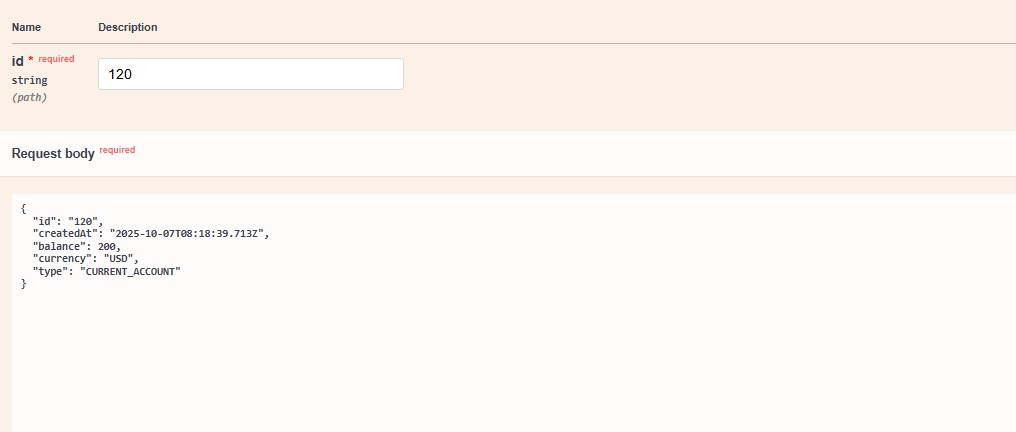 Name Description
id * required
string
(path)
120
Request body required
{
  "id": "120",
  "createdAt": "2025-10-07T08:18:39.713Z",
  "balance": 200,
  "currency": "USD",
  "type": "CURRENT_ACCOUNT"
}